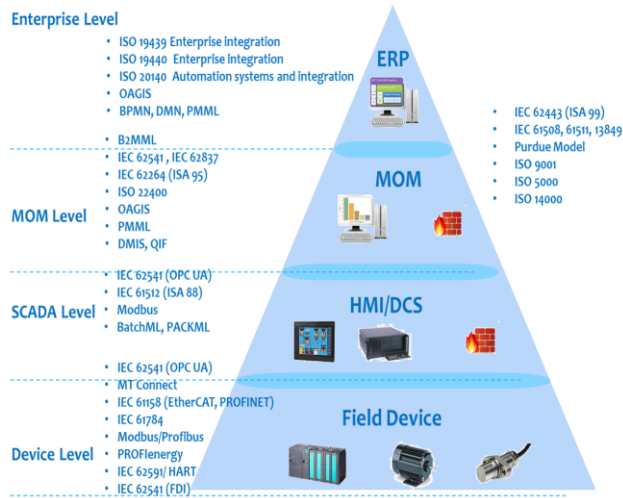 Enterprise Level
• ISO 19439 Enterprise integration
• ISO 19440 Enterprise integration
• ISO 20140 Automation systems and integration
• OAGIS
• BPMN, DMN, PMML
• B2MML
ERP
• IEC 62443 (ISA 99)
• IEC 61508, 61511, 13849
• Purdue Model
• ISO 9001
• ISO 5000
• ISO 14000
MOM Level
• IEC 62541 , IEC 62837
• IEC 62264 (ISA 95)
• ISO 22400
• OAGIS
• PMML
• DMIS, QIF
MOM
SCADA Level
• IEC 62541 (OPC UA)
• IEC 61512 (ISA 88)
• Modbus
• BatchML, PACKML
• IEC 62541 (OPC UA)
HMI/DCS
Device Level
• MT Connect
• IEC 61158 (EtherCAT, PROFINET)
• IEC 61784
• Modbus/Profibus
• PROFIenergy
• IEC 62591/ HART
• IEC 62541 (FDI)
Field Device